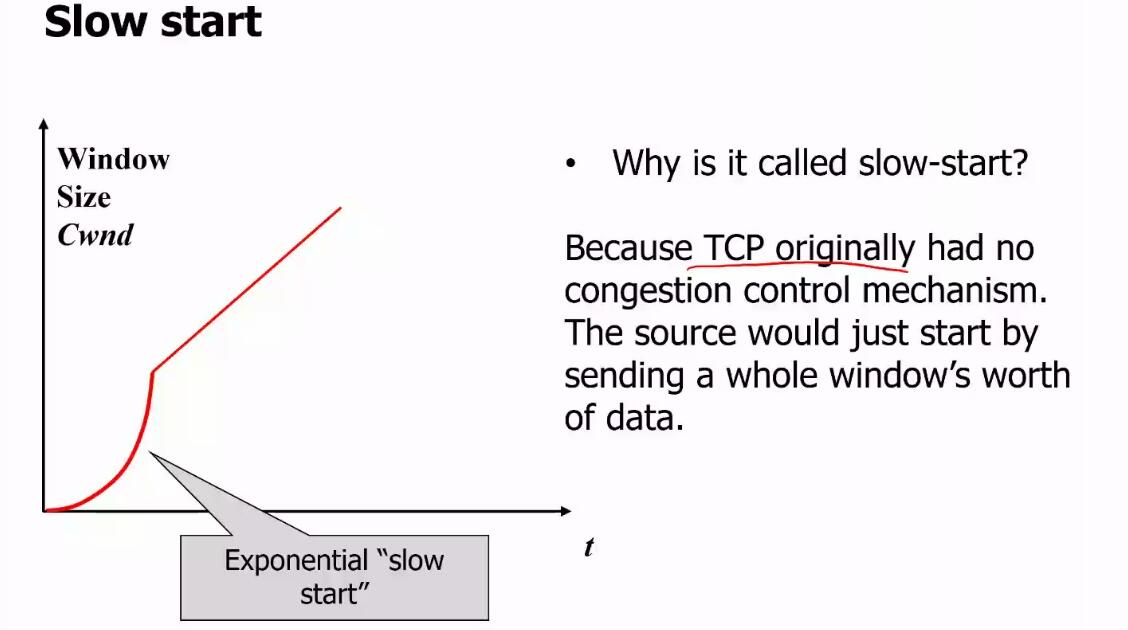 Slow start
Window
Size
Cwnd
• Why is it called slow-start?
Because TCP originally had no
congestion control mechanism.
The source would just start by
sending a whole window’s worth
of data.
Exponential “slow
start”
t